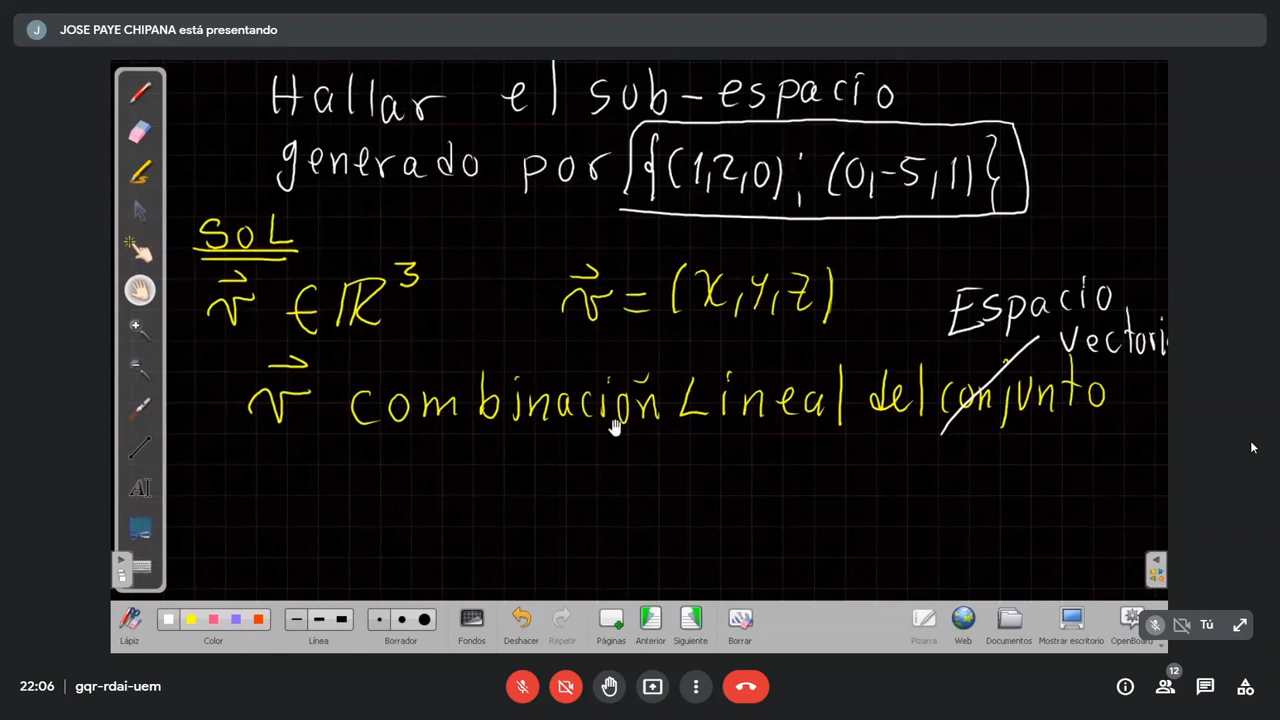 J JOSE PAYE CHIPANA está presentando
Hallar el sub-espacio
generado por {(1,2,0); (0,-5,1)}
SOL
v⃗ ∈ ℝ³ v⃗ = (x,y,z)
Espacio
vectori
v⃗ combinación Lineal del conjunto
Lápiz Color Línea Borrador Fondos Deshacer Repetir Páginas Anterior Siguiente Borrar Pizarra Web Documentos Mostrar escritorio OpenBoard
Tú
22:06 | gqr-rdai-uem
12